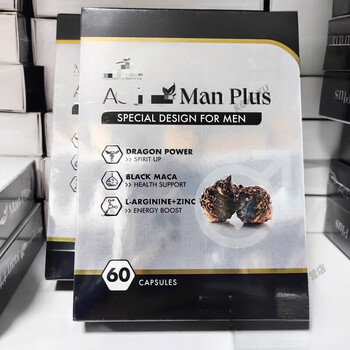 Man Plus
SPECIAL DESIGN FOR MEN
DRAGON POWER
>> SPIRIT UP
BLACK MACA
>> HEALTH SUPPORT
L-ARGININE+ZINC
>> ENERGY BOOST
60
CAPSULES